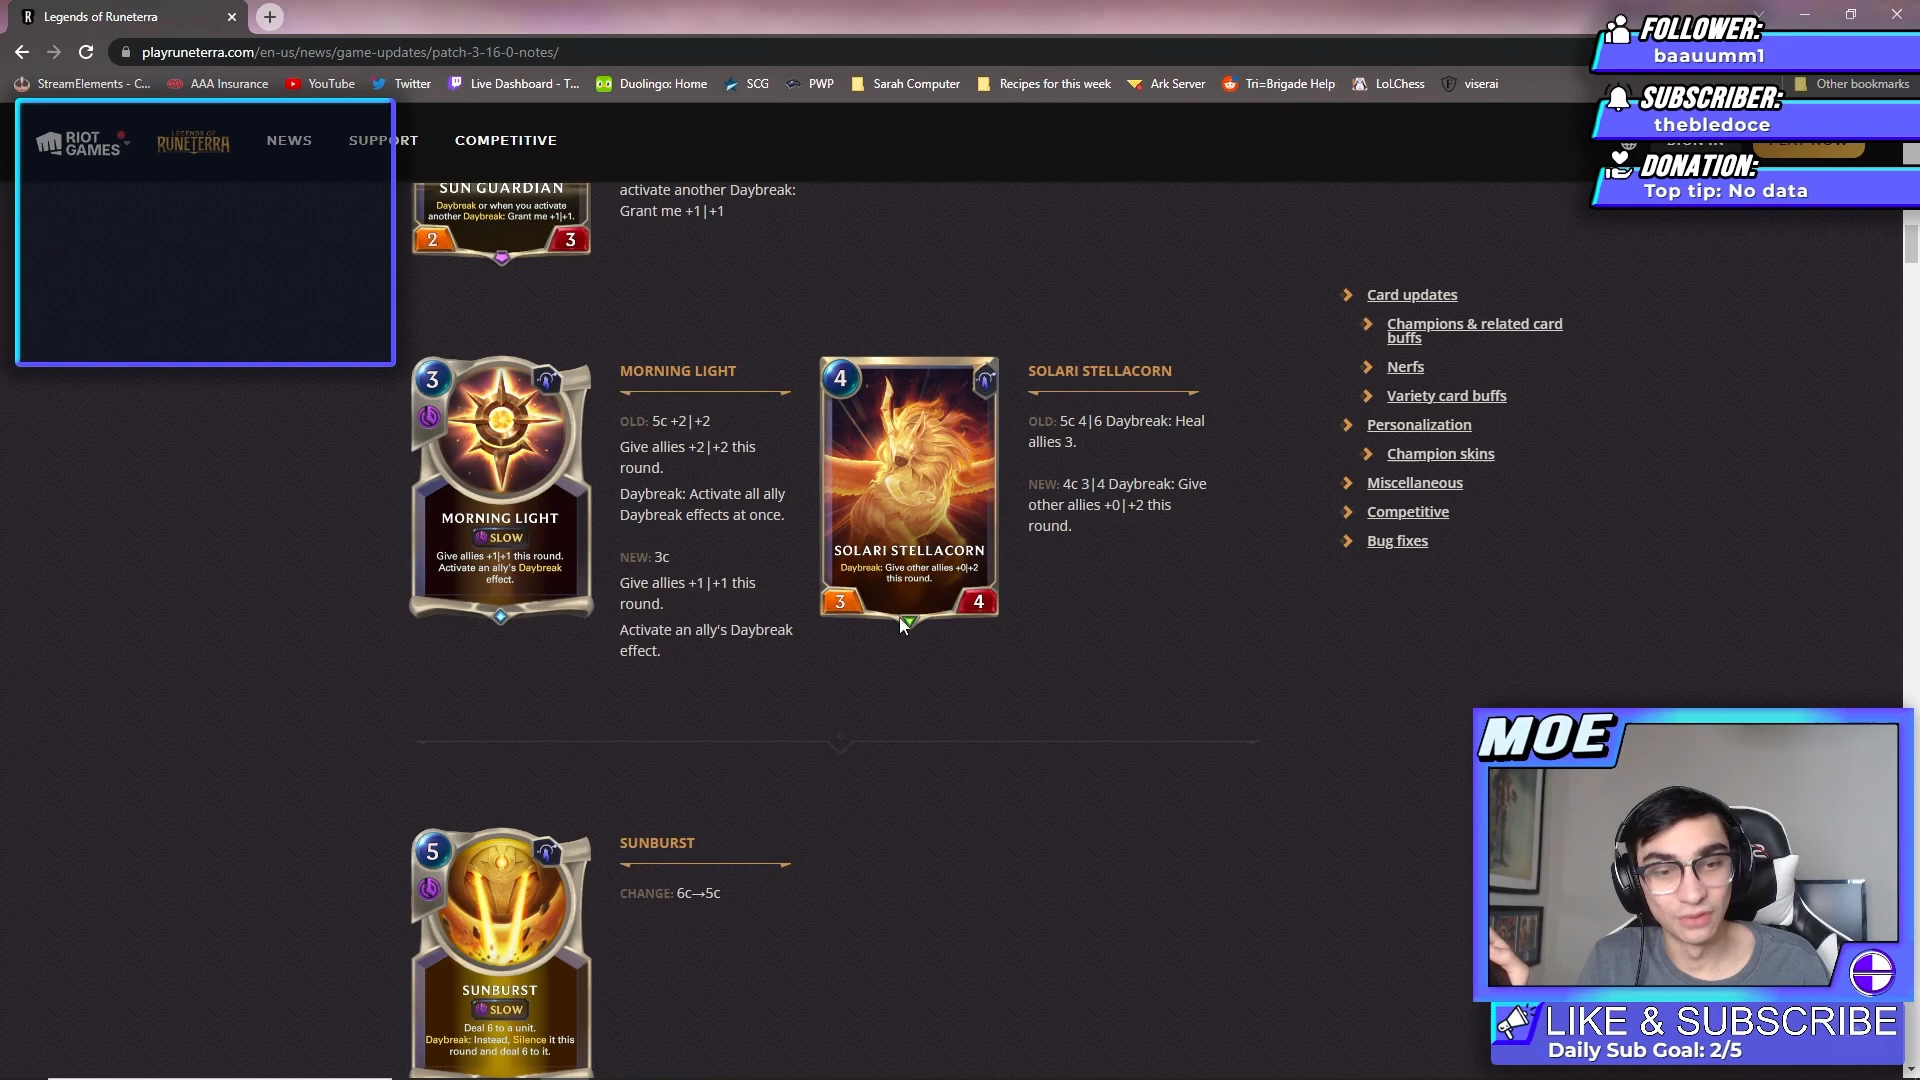 Legends of Runeterra
playruneterra.com/en-us/news/game-updates/patch-3-16-0-notes/
StreamElements - C...
AAA Insurance
YouTube
Twitter
Live Dashboard - T...
Duolingo: Home
SCG
PWP
Sarah Computer
Recipes for this week
Ark Server
Tri=Brigade Help
LoLChess
viserai
Other bookmarks
FOLLOWER:
baauumm1
SUBSCRIBER:
thebledoce
DONATION:
Top tip: No data
RIOT
GAMES
LEGENDS OF
RUNETERRA
NEWS
SUPPORT
COMPETITIVE
SUN GUARDIAN
Daybreak or when you activate
another Daybreak: Grant me +1|+1.
2
3
activate another Daybreak:
Grant me +1|+1
3
MORNING LIGHT
SLOW
Give allies +1|+1 this round.
Activate an ally's Daybreak
effect.
MORNING LIGHT
OLD: 5c +2|+2
Give allies +2|+2 this
round.
Daybreak: Activate all ally
Daybreak effects at once.
NEW: 3c
Give allies +1|+1 this
round.
Activate an ally's Daybreak
effect.
4
SOLARI STELLACORN
Daybreak: Give other allies +0|+2
this round.
3
4
SOLARI STELLACORN
OLD: 5c 4|6 Daybreak: Heal
allies 3.
NEW: 4c 3|4 Daybreak: Give
other allies +0|+2 this
round.
Card updates
Champions & related card
buffs
Nerfs
Variety card buffs
Personalization
Champion skins
Miscellaneous
Competitive
Bug fixes
5
SUNBURST
SLOW
Deal 6 to a unit.
Daybreak: Instead, Silence it this
round and deal 6 to it.
SUNBURST
CHANGE: 6c→5c
MOE
LIKE & SUBSCRIBE
Daily Sub Goal: 2/5